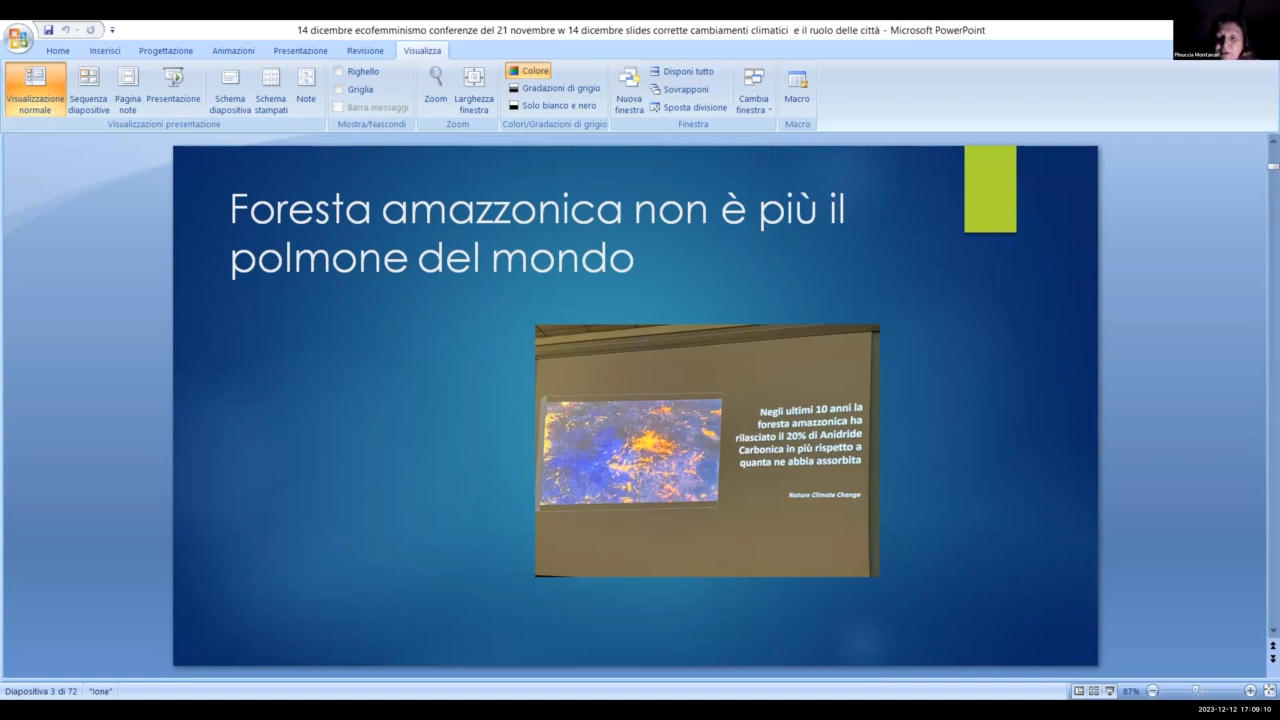 14 dicembre ecofemminismo conferenze del 21 novembre w 14 dicembre slides corrette cambiamenti climatici e il ruolo delle città - Microsoft PowerPoint
Pinuccia Montanari
Home Inserisci Progettazione Animazioni Presentazione Revisione Visualizza
Visualizzazione normale
Sequenza diapositive
Pagina note
Presentazione
Schema diapositiva
Schema stampati
Note
Visualizzazioni presentazione
Righello
Griglia
Barra messaggi
Mostra/Nascondi
Zoom
Larghezza finestra
Zoom
Colore
Gradazioni di grigio
Solo bianco e nero
Colori/Gradazioni di grigio
Nuova finestra
Disponi tutto
Sovrapponi
Sposta divisione
Cambia finestra
Finestra
Macro
Macro
Foresta amazzonica non è più il
polmone del mondo
Negli ultimi 10 anni la
foresta amazzonica ha
rilasciato il 20% di Anidride
Carbonica in più rispetto a
quanta ne abbia assorbita
Nature Climate Change
Diapositiva 3 di 72 "Ione" 87%
2023-12-12 17:09:10